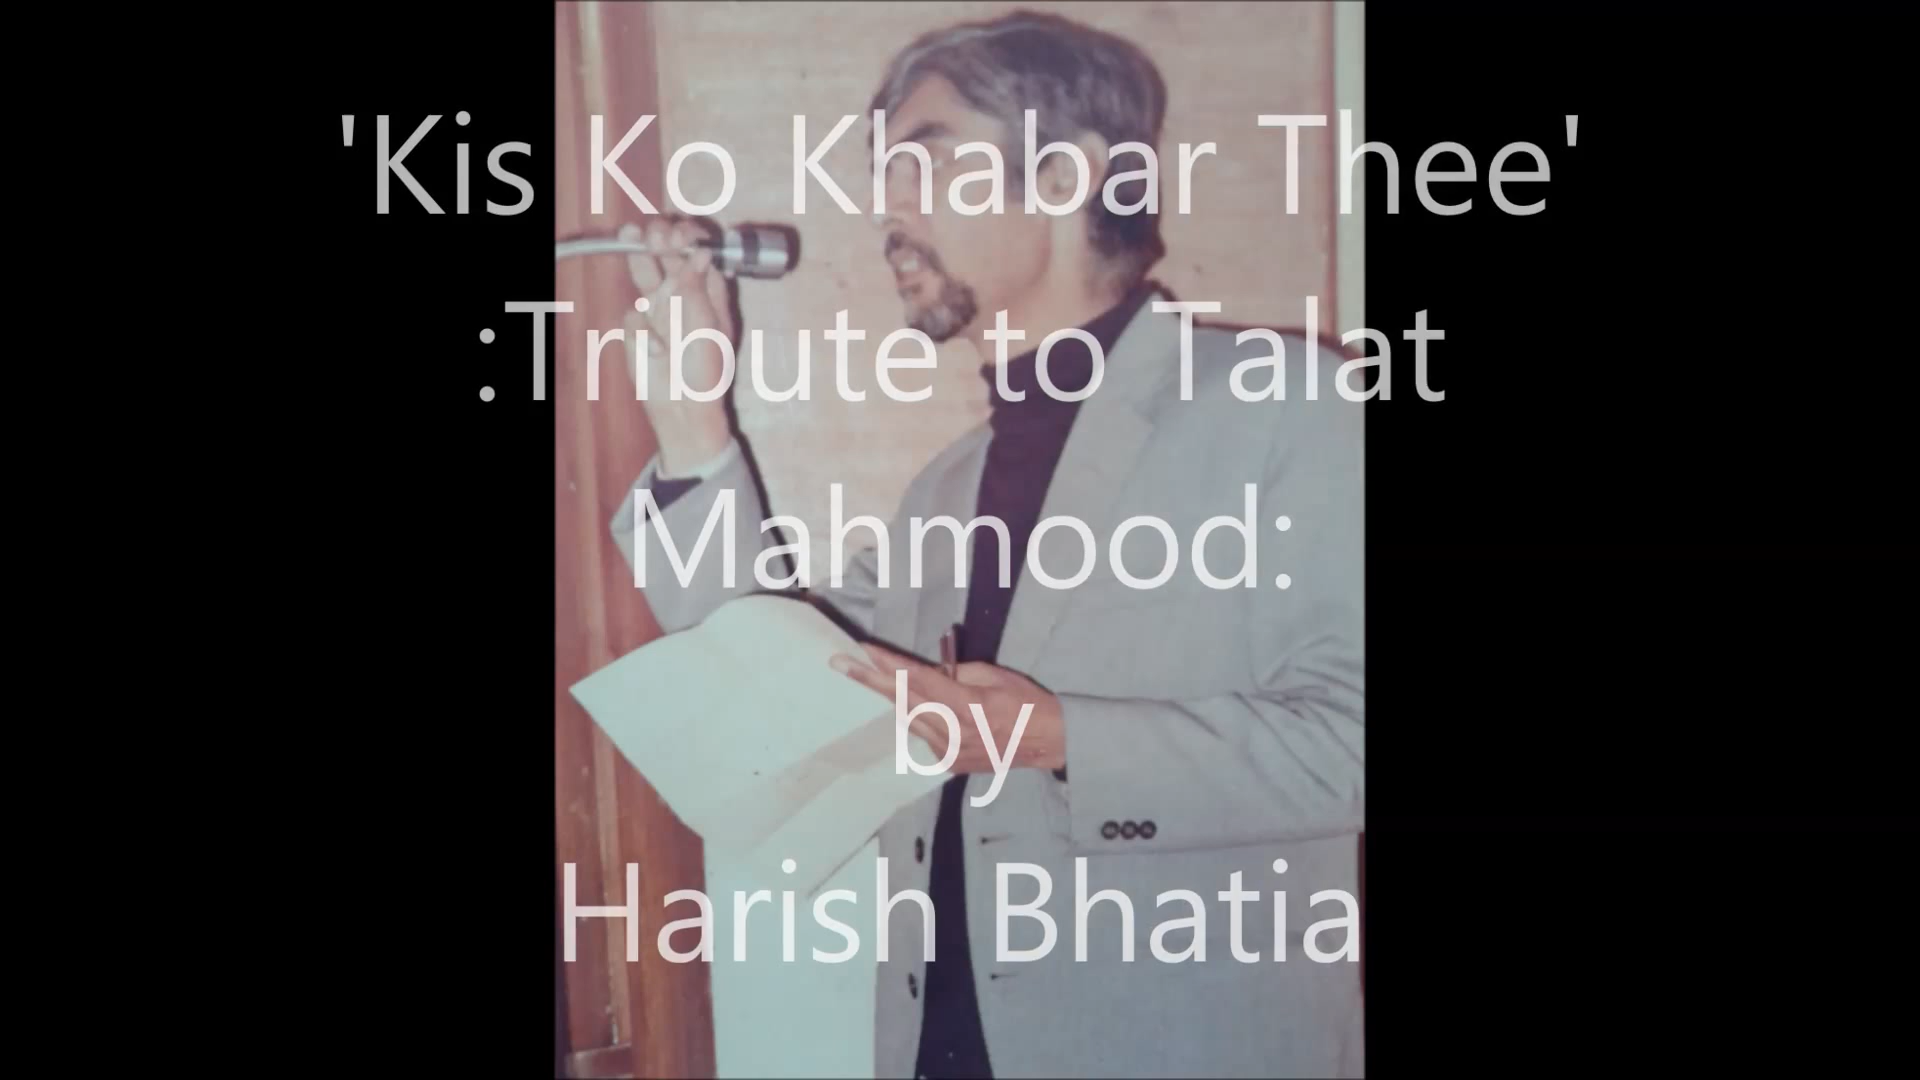 'Kis Ko Khabar Thee'
:Tribute to Talat
Mahmood:
by
Harish Bhatia